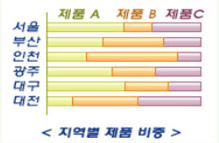 제품 A 제품 B 제품C
서울
부산
인천
광주
대구
대전
< 지역별 제품 비중 >